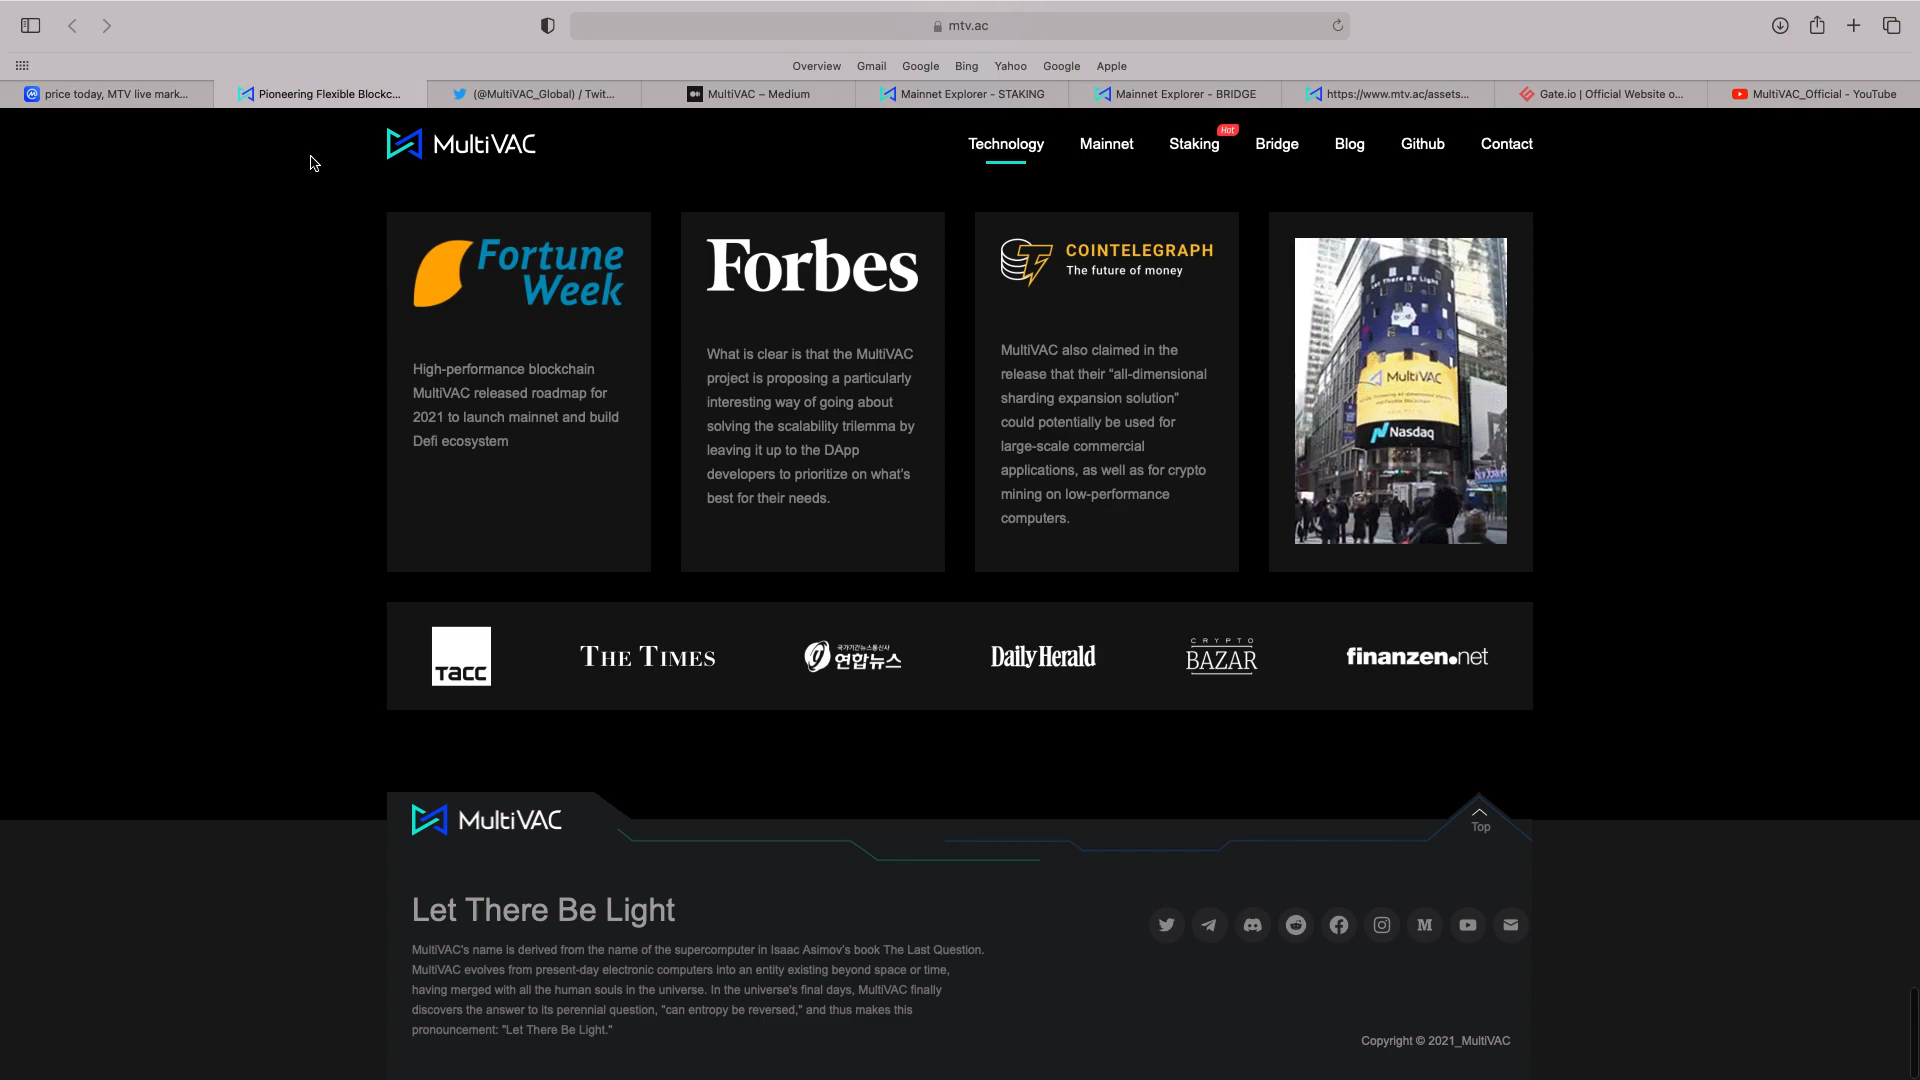 mtv.ac
Overview Gmail Google Bing Yahoo Google Apple
price today, MTV live mark...
Pioneering Flexible Blockc...
(@MultiVAC_Global) / Twit...
MultiVAC – Medium
Mainnet Explorer - STAKING
Mainnet Explorer - BRIDGE
https://www.mtv.ac/assets...
Gate.io | Official Website o...
MultiVAC_Official - YouTube
MultiVAC
Technology Mainnet Staking Hot Bridge Blog Github Contact
Fortune
Week
High-performance blockchain
MultiVAC released roadmap for
2021 to launch mainnet and build
Defi ecosystem
Forbes
What is clear is that the MultiVAC
project is proposing a particularly
interesting way of going about
solving the scalability trilemma by
leaving it up to the DApp
developers to prioritize on what's
best for their needs.
COINTELEGRAPH
The future of money
MultiVAC also claimed in the
release that their “all-dimensional
sharding expansion solution”
could potentially be used for
large-scale commercial
applications, as well as for crypto
mining on low-performance
computers.
Let There Be Light
MultiVAC
Nasdaq
TACC
THE TIMES
국가기간뉴스통신사
연합뉴스
Daily Herald
CRYPTO
BAZAR
finanzen.net
MultiVAC
Top
Let There Be Light
MultiVAC's name is derived from the name of the supercomputer in Isaac Asimov's book The Last Question.
MultiVAC evolves from present-day electronic computers into an entity existing beyond space or time,
having merged with all the human souls in the universe. In the universe's final days, MultiVAC finally
discovers the answer to its perennial question, "can entropy be reversed," and thus makes this
pronouncement: "Let There Be Light."
Copyright © 2021_MultiVAC